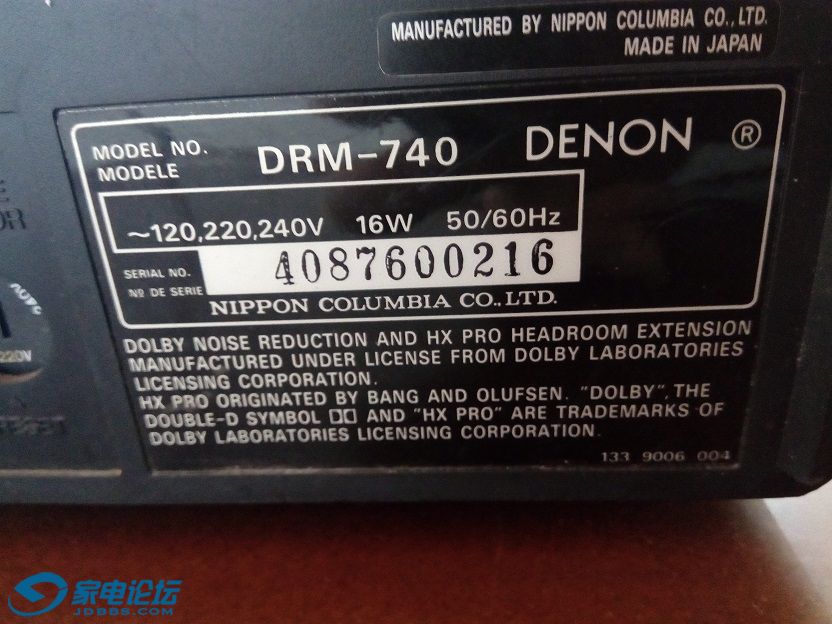 MANUFACTURED BY NIPPON COLUMBIA CO., LTD.
MADE IN JAPAN
MODEL NO. DRM-740 DENON ®
MODELE
~120,220,240V 16W 50/60Hz
SERIAL NO. 4087600216
Nº DE SERIE
NIPPON COLUMBIA CO., LTD.
DOLBY NOISE REDUCTION AND HX PRO HEADROOM EXTENSION
MANUFACTURED UNDER LICENSE FROM DOLBY LABORATORIES
LICENSING CORPORATION.
HX PRO ORIGINATED BY BANG AND OLUFSEN. "DOLBY", THE
DOUBLE-D SYMBOL AND "HX PRO" ARE TRADEMARKS OF
DOLBY LABORATORIES LICENSING CORPORATION.
133 9006 004
220V
家电论坛
JDBBS.COM